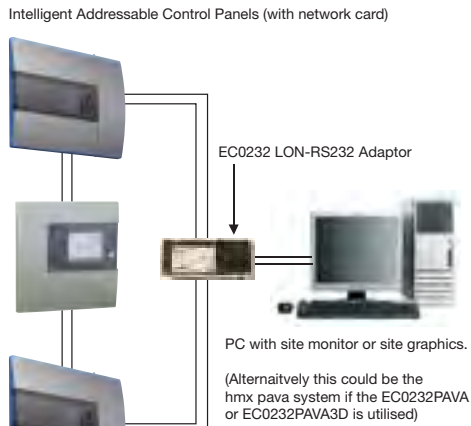 Intelligent Addressable Control Panels (with network card)
EC0232 LON-RS232 Adaptor
PC with site monitor or site graphics.
(Alternaitvely this could be the
hmx pava system if the EC0232PAVA
or EC0232PAVA3D is utilised)